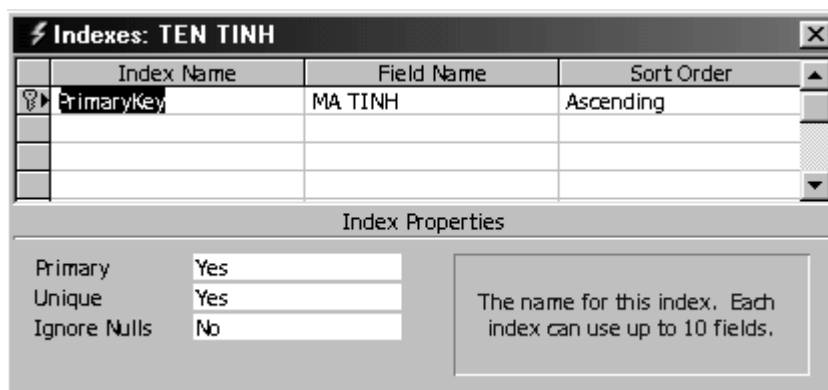 Indexes: TEN TINH
Index Name Field Name Sort Order
PrimaryKey MA TINH Ascending
Index Properties
Primary Yes
Unique Yes
Ignore Nulls No
The name for this index. Each
index can use up to 10 fields.